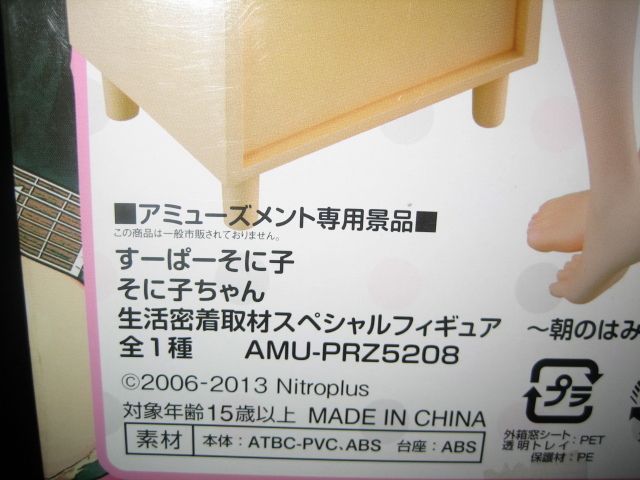 ■アミューズメント専用景品■
この商品は一般市販されておりません。
すーぱーそに子
そに子ちゃん
生活密着取材スペシャルフィギュア ～朝のはみ
全1種 AMU-PRZ5208
©2006-2013 Nitroplus
対象年齢15歳以上 MADE IN CHINA
素材 本体：ATBC-PVC、ABS 台座：ABS
プラ
外箱窓シート：PET
透明トレイ：
保護材：PE